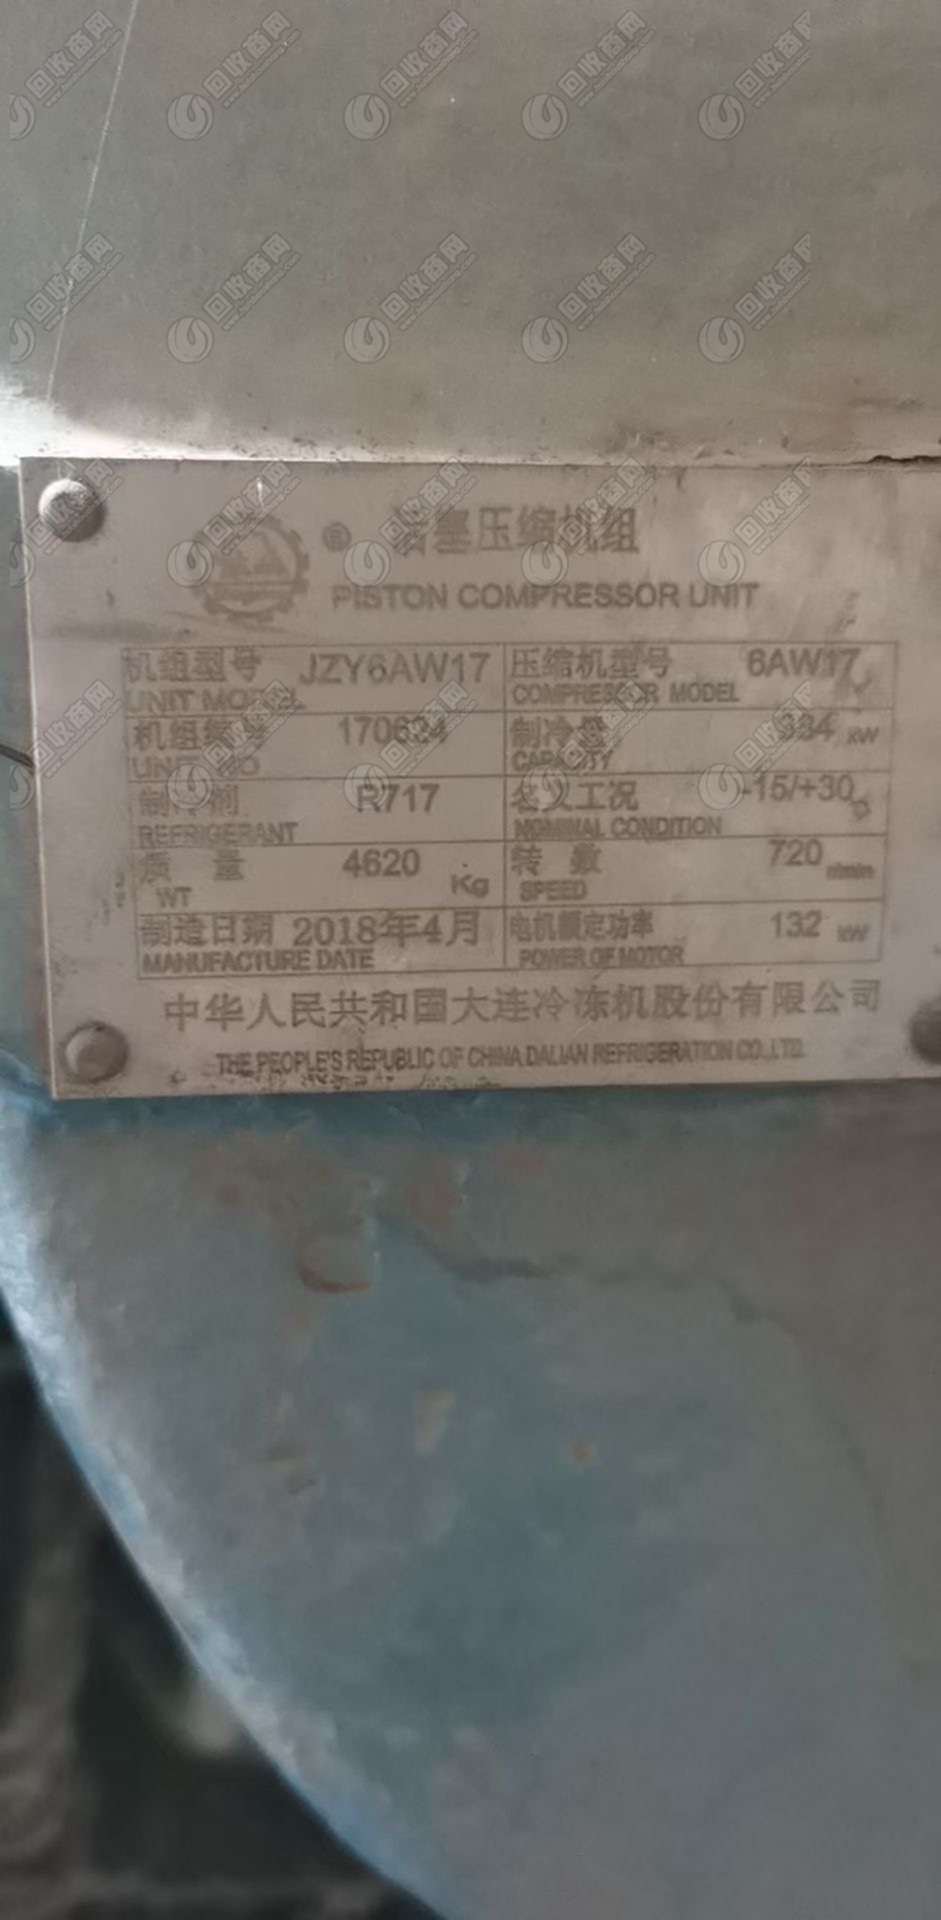 ® 活塞压缩机组
PISTON COMPRESSOR UNIT
机组型号 JZY6AW17 压缩机型号 6AW17
UNIT MODEL COMPRESSOR MODEL
机组编号 170624 制冷量 334 kW
UNIT NO CAPACITY
制冷剂 R717 名义工况 -15/+30
REFRIGERANT NOMINAL CONDITION
质 量 4620 Kg 转 数 720 r/min
WT SPEED
制造日期 2018年4月 电机额定功率 132 kW
MANUFACTURE DATE POWER OF MOTOR
中华人民共和国大连冷冻机股份有限公司
THE PEOPLE'S REPUBLIC OF CHINA DALIAN REFRIGERATION CO.,LTD.
回收商网